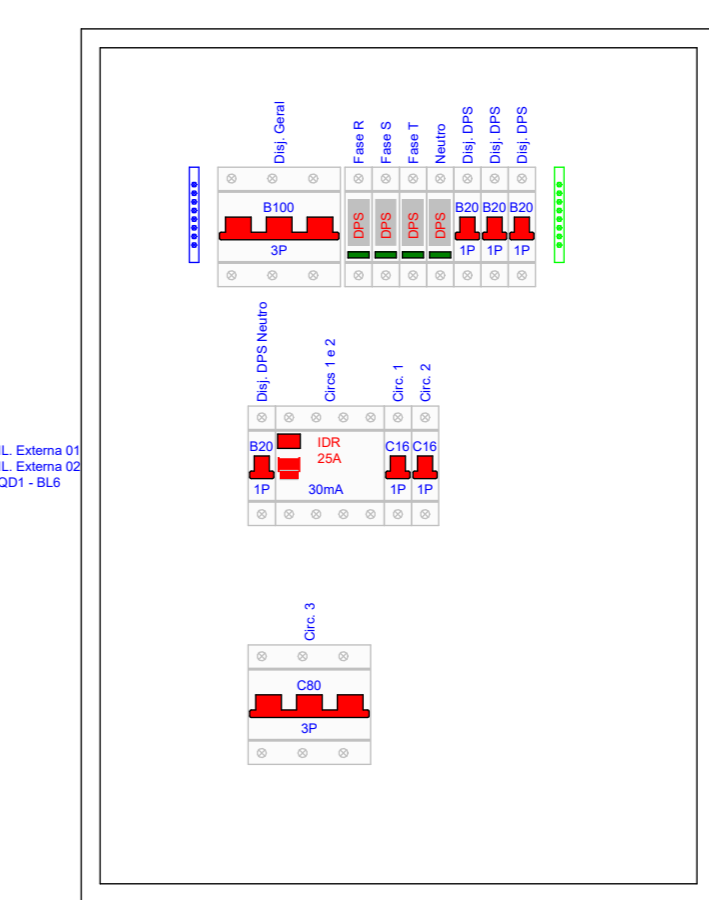 Disj. Geral
Fase R
Fase S
Fase T
Neutro
Disj. DPS
Disj. DPS
Disj. DPS
B100
3P
DPS
DPS
DPS
DPS
B20
B20
B20
1P
1P
1P
Disj. DPS Neutro
Circs 1 e 2
Circ. 1
Circ. 2
B20
1P
IDR
25A
30mA
C16
C16
1P
1P
IL. Externa 01
IL. Externa 02
QD1 - BL6
Circ. 3
C80
3P